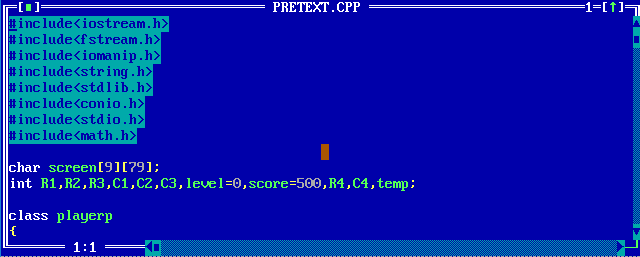 [■] PRETEXT.CPP 1=[↑]
#include<iostream.h>
#include<fstream.h>
#include<iomanip.h>
#include<string.h>
#include<stdlib.h>
#include<conio.h>
#include<stdio.h>
#include<math.h>
char screen[9][79];
int R1,R2,R3,C1,C2,C3,level=0,score=500,R4,C4,temp;
class playerp
{
1:1